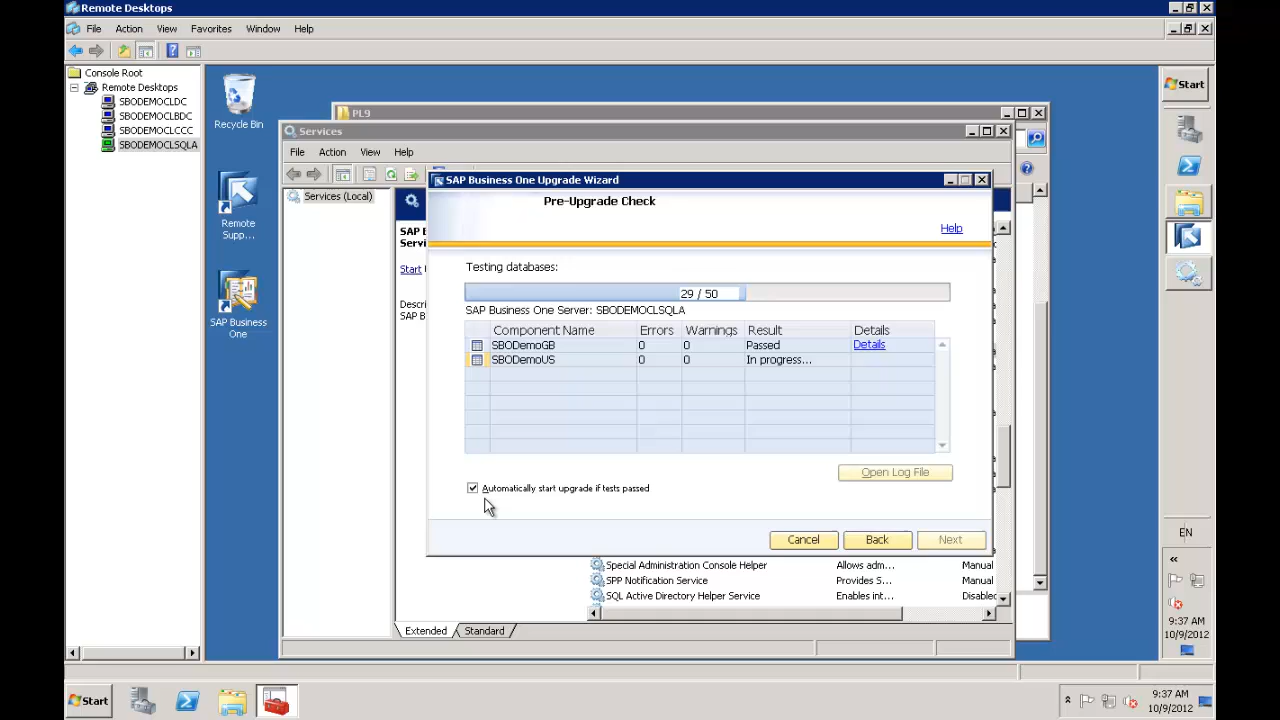 Remote Desktops
File Action View Favorites Window Help
Console Root
Remote Desktops
SBODEMOCLDC
SBODEMOCLBDC
SBODEMOCLCCC
SBODEMOCLSQLA
Recycle Bin
Remote
Supp...
SAP Business
One
PL9
Services
File Action View Help
Services (Local)
SAP B
Servi
Start
Descri
SAP B
SAP Business One Upgrade Wizard
Pre-Upgrade Check
Help
Testing databases:
29 / 50
SAP Business One Server: SBODEMOCLSQLA
Component Name Errors Warnings Result Details
SBODemoGB 0 0 Passed Details
SBODemoUS 0 0 In progress...
Open Log File
Automatically start upgrade if tests passed
Cancel Back Next
Special Administration Console Helper Allows adm... Manual
SPP Notification Service Provides S... Manual
SQL Active Directory Helper Service Enables int... Disabled
Extended Standard
Start
EN
9:37 AM
10/9/2012
Start
9:37 AM
10/9/2012